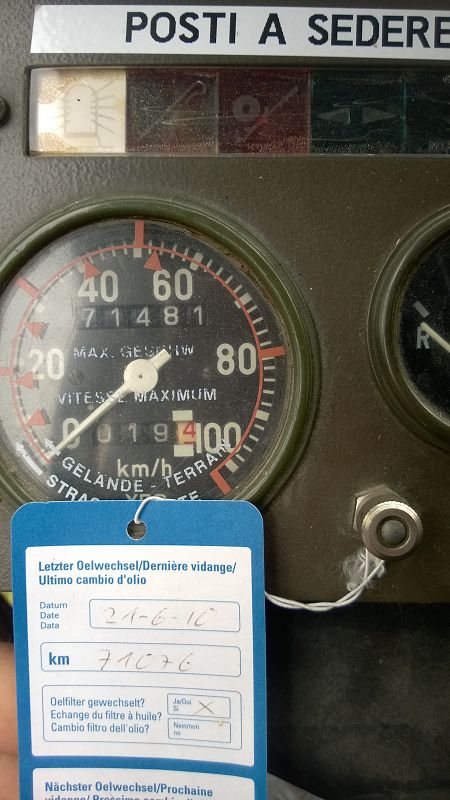 POSTI A SEDERE
40 60
71481
MAX. GESCHW
20 80
VITESSE MAXIMUM
0 0194 100
km/h
GELÄNDE - TERRAIN
R
Letzter Oelwechsel/Dernière vidange/
Ultimo cambio d'olio
Datum
Date
Data
21-6-10
km 71076
Oelfilter gewechselt?
Echange du filtre à huile?
Cambio filtro dell'olio?
Ja/Oui
Si X
Nein/non
no
Nächster Oelwechsel/Prochaine